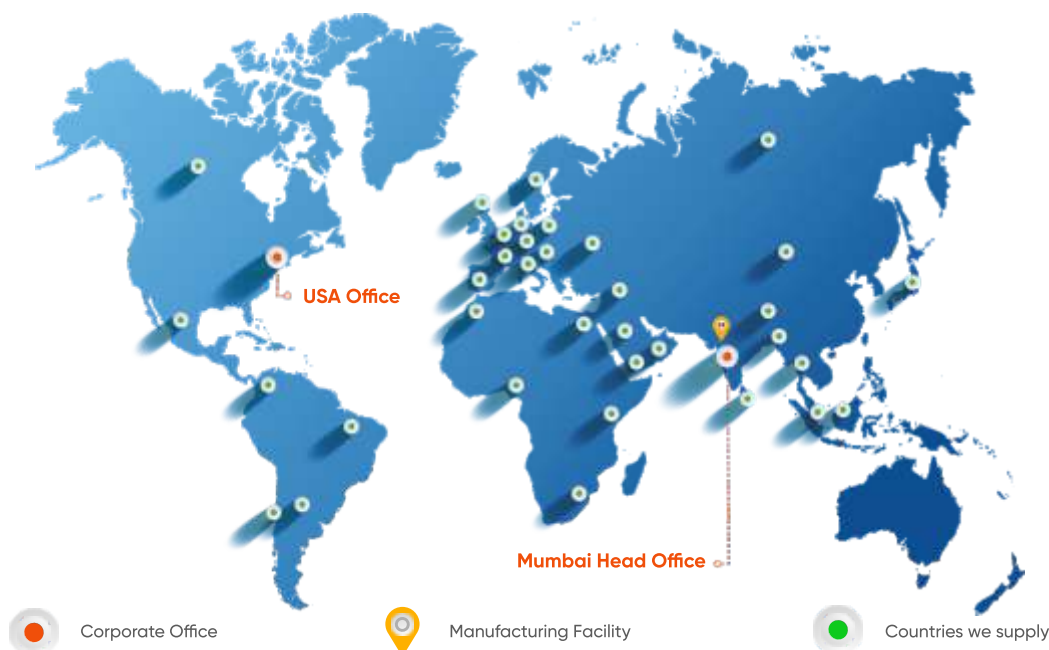 USA Office
Mumbai Head Office
Corporate Office
Manufacturing Facility
Countries we supply